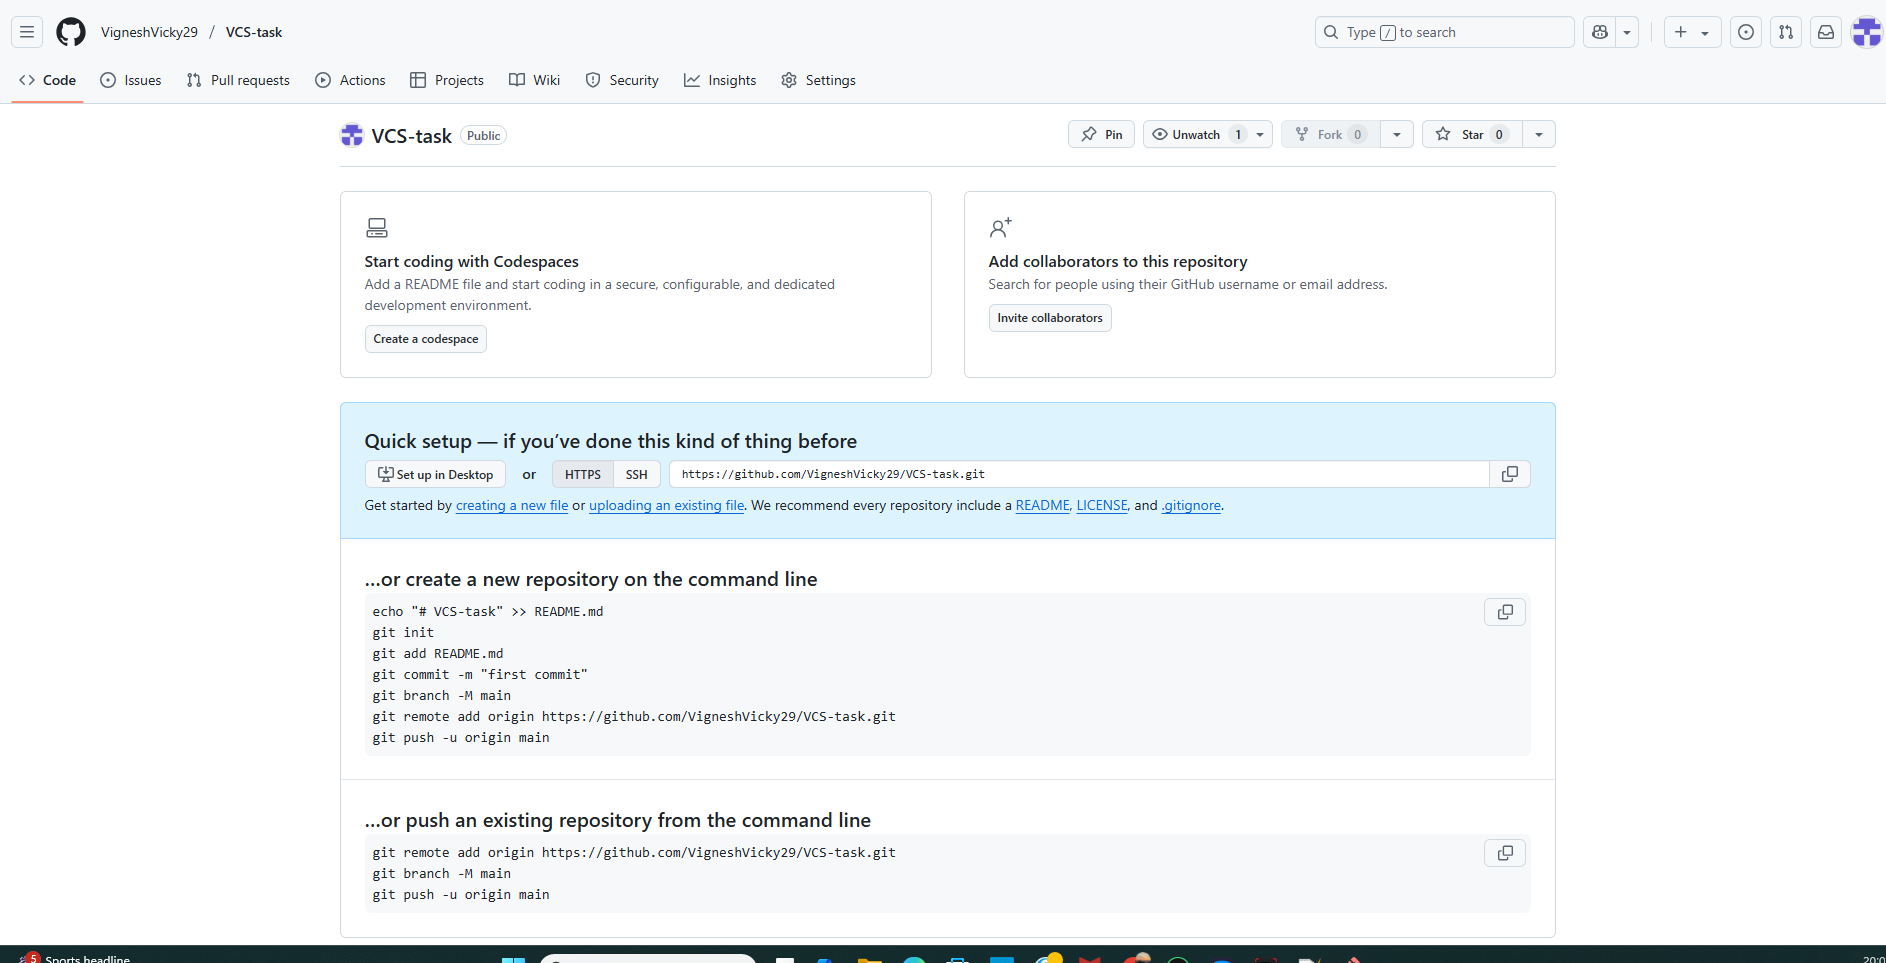 VigneshVicky29 / VCS-task
Type / to search
Code Issues Pull requests Actions Projects Wiki Security Insights Settings
VCS-task Public
Pin Unwatch 1 Fork 0 Star 0
Start coding with Codespaces
Add a README file and start coding in a secure, configurable, and dedicated
development environment.
Create a codespace
Add collaborators to this repository
Search for people using their GitHub username or email address.
Invite collaborators
Quick setup — if you’ve done this kind of thing before
Set up in Desktop or HTTPS SSH https://github.com/VigneshVicky29/VCS-task.git
Get started by creating a new file or uploading an existing file. We recommend every repository include a README, LICENSE, and .gitignore.
…or create a new repository on the command line
echo "# VCS-task" >> README.md
git init
git add README.md
git commit -m "first commit"
git branch -M main
git remote add origin https://github.com/VigneshVicky29/VCS-task.git
git push -u origin main
…or push an existing repository from the command line
git remote add origin https://github.com/VigneshVicky29/VCS-task.git
git branch -M main
git push -u origin main
5 Sports headline